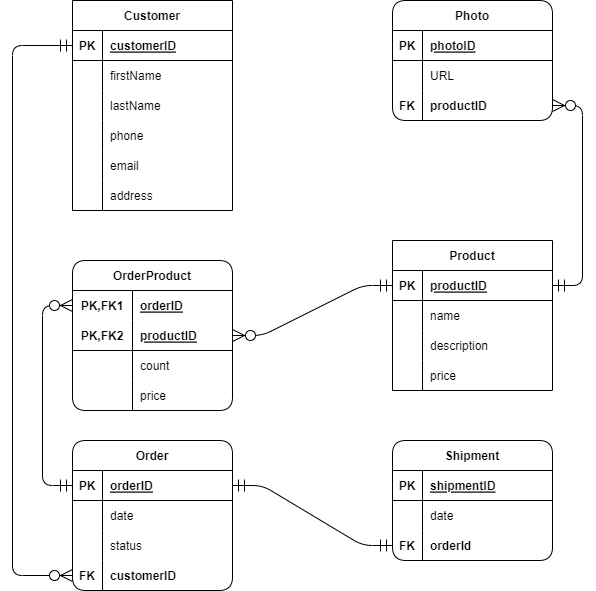 Customer
PK customerID
firstName
lastName
phone
email
address
Photo
PK photoID
URL
FK productID
OrderProduct
PK,FK1 orderID
PK,FK2 productID
count
price
Product
PK productID
name
description
price
Order
PK orderID
date
status
FK customerID
Shipment
PK shipmentID
date
FK orderId